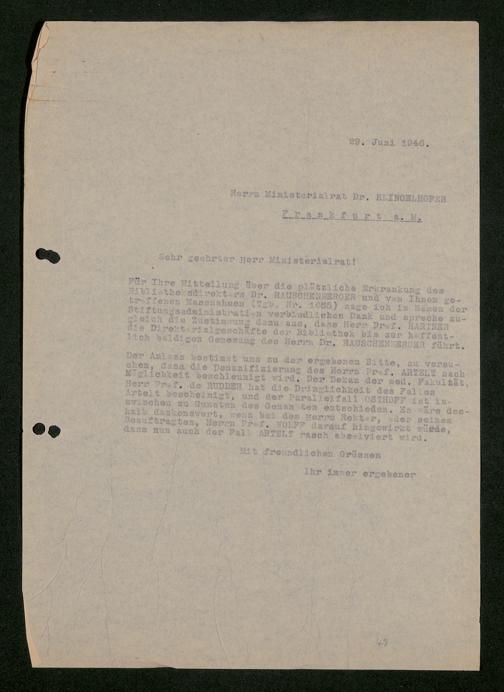 29. Juni 1946.
Herrn Ministerialrat Dr. KLINGELHÖFER
F r a n k f u r t a. M.
Sehr geehrter Herr Ministerialrat!
Für Ihre Mitteilung über die plötzliche Erkrankung des
Bibliotheksdirektors Dr. RAUSCHENBERGER und von Ihnen ge-
troffenen Massnahmen (Tgb. Nr. 1655) sage ich im Namen der
Stiftungsadministration verbindlichen Dank und spreche zu-
gleich die Zustimmung dazu aus, dass Herr Prof. HARTNER
die Direktorialgeschäfte der Bibliothek bis zur hoffent-
lich baldigen Genesung des Herrn Dr. RAUSCHENBERGER führt.
Der Anlass bestimmt uns zu der ergebenen Bitte, zu versu-
chen, dass die Denazifizierung des Herrn Prof. ARTELT nach
Möglichkeit beschleunigt wird. Der Dekan der med. Fakultät,
Herr Prof. de RUDDER hat die Dringlichkeit des Falles
Artelt bescheinigt, und der Parallelfall OSTHOFF ist in-
zwischen zu Gunsten des Genannten entschieden. Es wäre des-
halb dankenswert, wenn bei des Herrn Rektor, oder seines
Beauftragten, Herrn Prof. WOLFF darauf hingewirkt würde,
dass nun auch der Fall ARTELT rasch absolviert wird.
Mit freundlichen Grüssen
Ihr immer ergebener